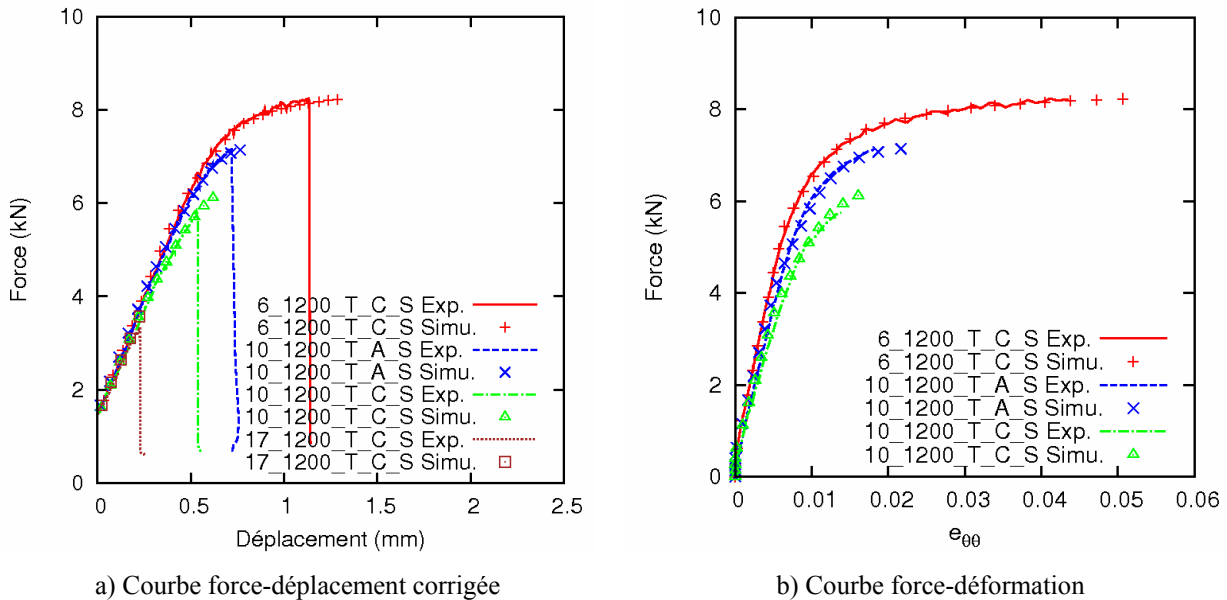 10
8
6
4
2
0
Force (kN)
6_1200_T_C_S Exp.
6_1200_T_C_S Simu.
10_1200_T_A_S Exp.
10_1200_T_A_S Simu.
10_1200_T_C_S Exp.
10_1200_T_C_S Simu.
17_1200_T_C_S Exp.
17_1200_T_C_S Simu.
0 0.5 1 1.5 2 2.5
Déplacement (mm)
a) Courbe force-déplacement corrigée
10
8
6
4
2
0
Force (kN)
6_1200_T_C_S Exp.
6_1200_T_C_S Simu.
10_1200_T_A_S Exp.
10_1200_T_A_S Simu.
10_1200_T_C_S Exp.
10_1200_T_C_S Simu.
0 0.01 0.02 0.03 0.04 0.05 0.06
eθθ
b) Courbe force-déformation